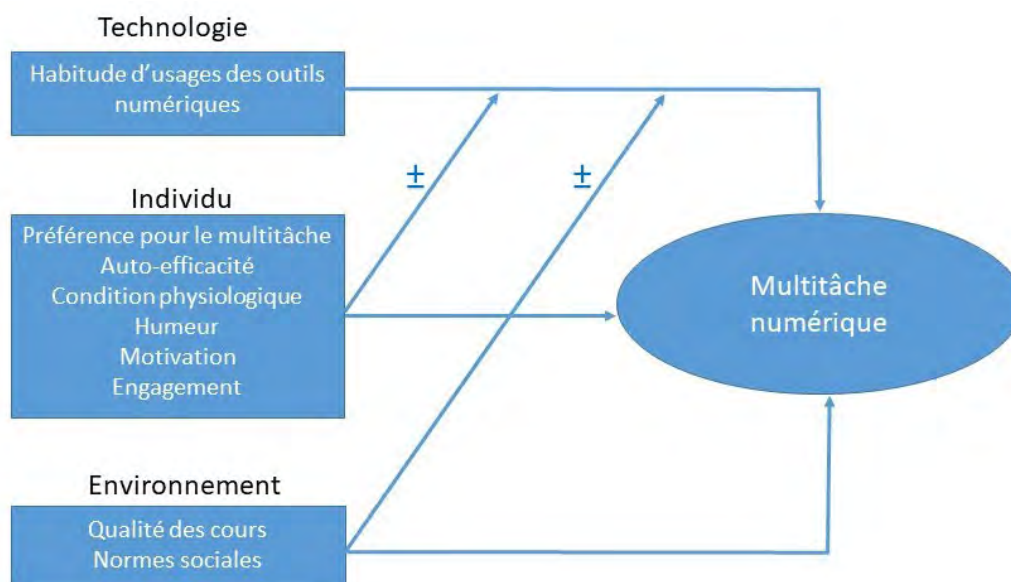 Technologie
Habitude d'usages des outils
numériques
±
±
Individu
Préférence pour le multitâche
Auto-efficacité
Condition physiologique
Humeur
Motivation
Engagement
Multitâche
numérique
Environnement
Qualité des cours
Normes sociales